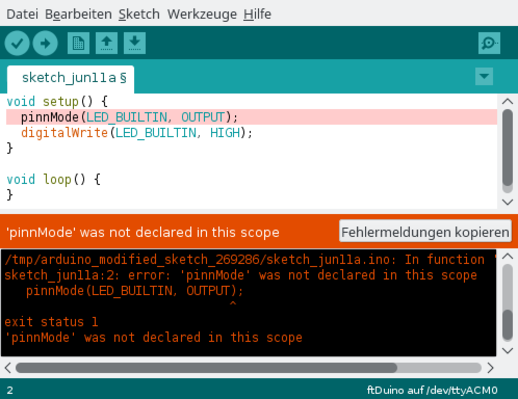 Datei Bearbeiten Sketch Werkzeuge Hilfe
sketch_jun11a §
void setup() {
  pinnMode(LED_BUILTIN, OUTPUT);
  digitalWrite(LED_BUILTIN, HIGH);
}
void loop() {
}
'pinnMode' was not declared in this scope
Fehlermeldungen kopieren
/tmp/arduino_modified_sketch_269286/sketch_jun11a.ino: In function '
sketch_jun11a:2: error: 'pinnMode' was not declared in this scope
   pinnMode(LED_BUILTIN, OUTPUT);
                               ^
exit status 1
'pinnMode' was not declared in this scope
2
ftDuino auf /dev/ttyACM0